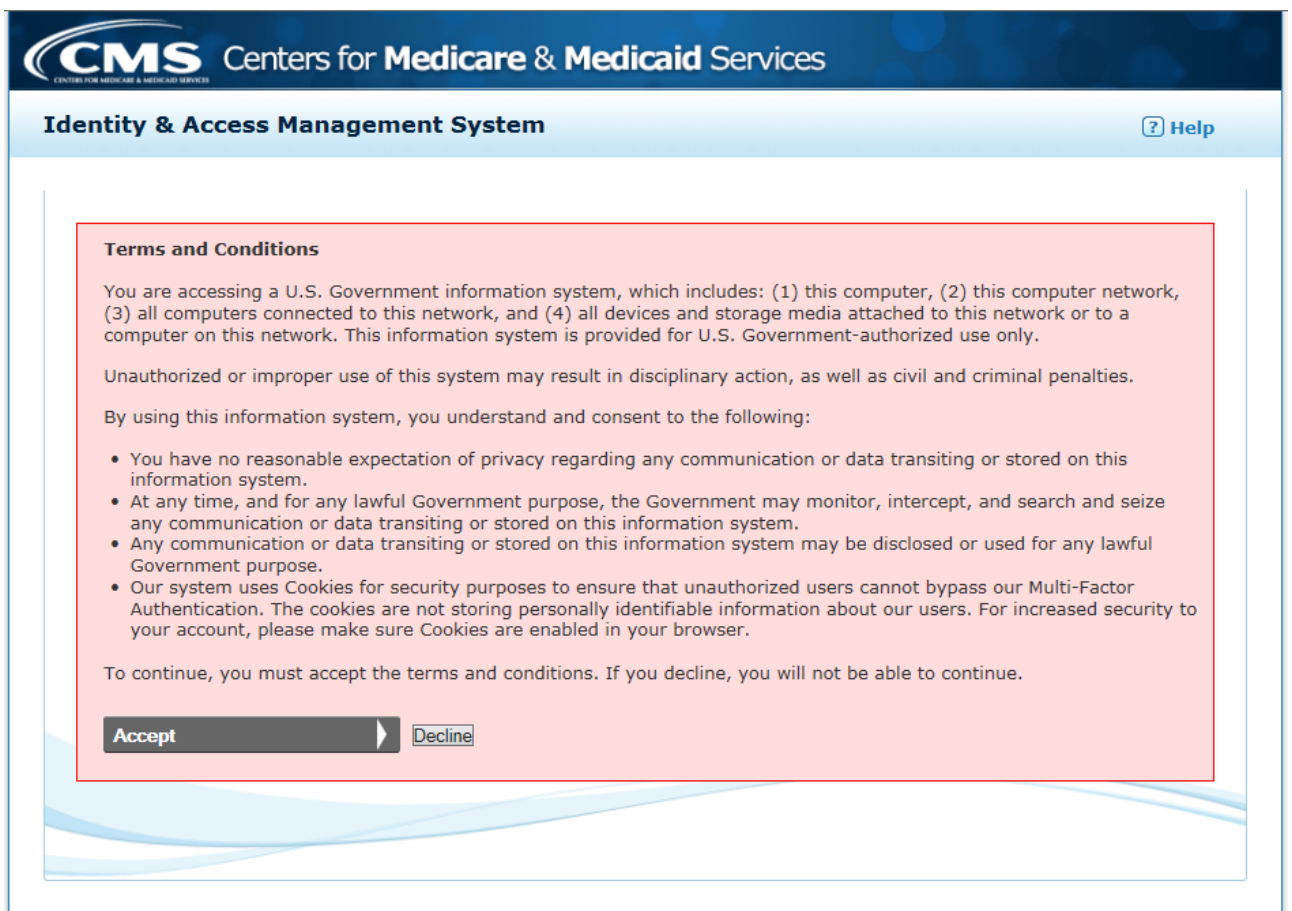 CMS Centers for Medicare & Medicaid Services
CENTERS FOR MEDICARE & MEDICAID SERVICES
Identity & Access Management System
? Help
Terms and Conditions
You are accessing a U.S. Government information system, which includes: (1) this computer, (2) this computer network,
(3) all computers connected to this network, and (4) all devices and storage media attached to this network or to a
computer on this network. This information system is provided for U.S. Government-authorized use only.
Unauthorized or improper use of this system may result in disciplinary action, as well as civil and criminal penalties.
By using this information system, you understand and consent to the following:
• You have no reasonable expectation of privacy regarding any communication or data transiting or stored on this
information system.
• At any time, and for any lawful Government purpose, the Government may monitor, intercept, and search and seize
any communication or data transiting or stored on this information system.
• Any communication or data transiting or stored on this information system may be disclosed or used for any lawful
Government purpose.
• Our system uses Cookies for security purposes to ensure that unauthorized users cannot bypass our Multi-Factor
Authentication. The cookies are not storing personally identifiable information about our users. For increased security to
your account, please make sure Cookies are enabled in your browser.
To continue, you must accept the terms and conditions. If you decline, you will not be able to continue.
Accept Decline